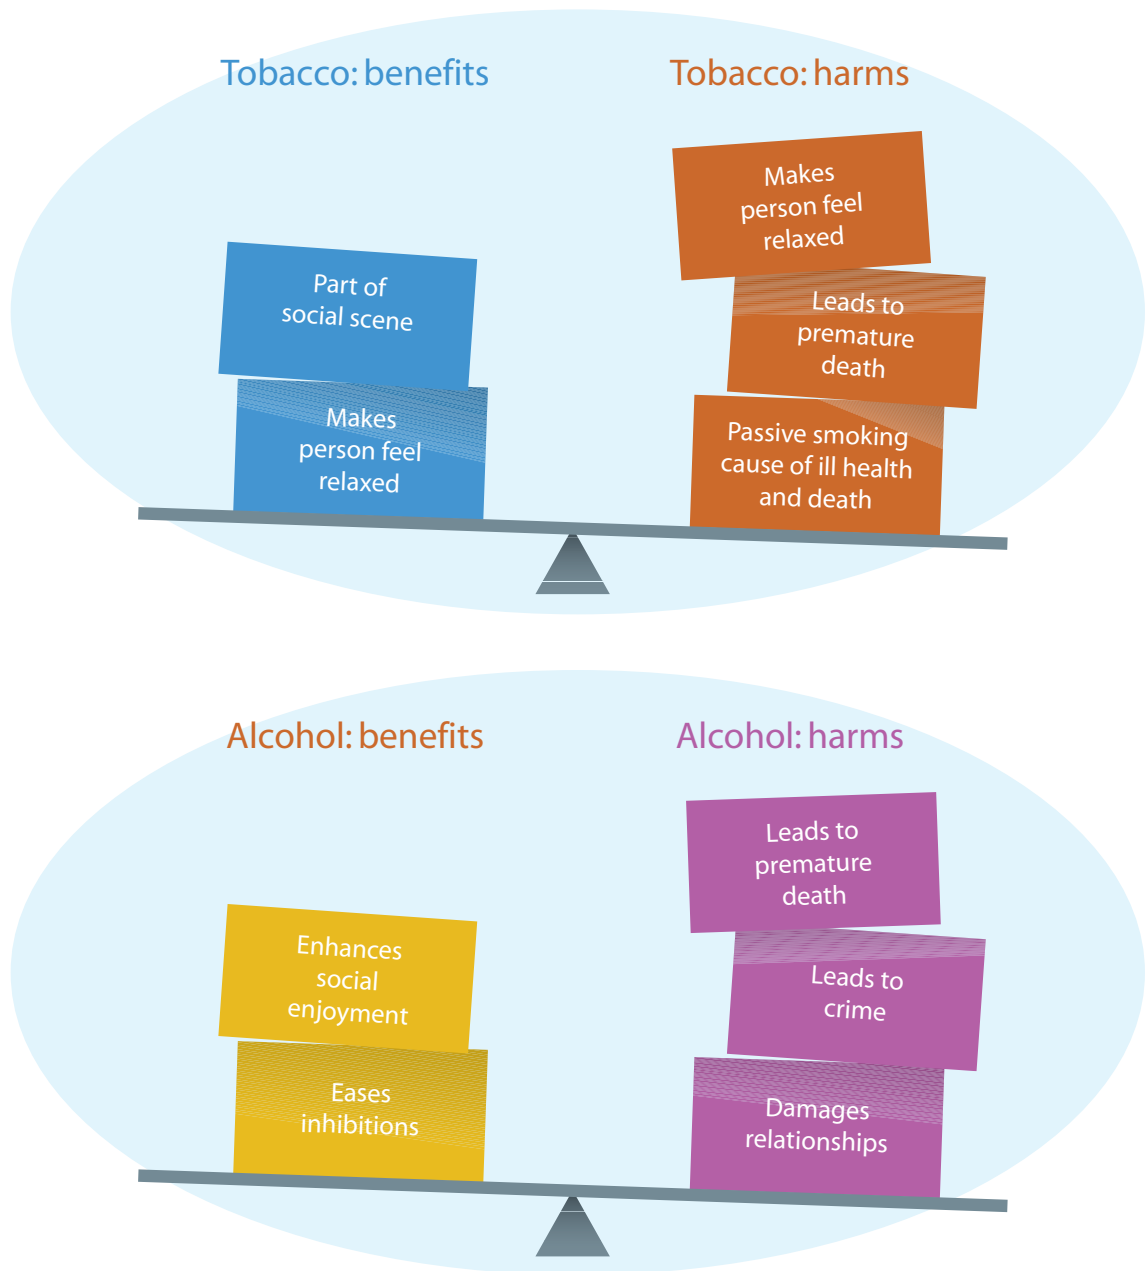 Tobacco: benefits
Tobacco: harms
Part of
social scene
Makes
person feel
relaxed
Makes
person feel
relaxed
Leads to
premature
death
Passive smoking
cause of ill health
and death
Alcohol: benefits
Alcohol: harms
Enhances
social
enjoyment
Eases
inhibitions
Leads to
premature
death
Leads to
crime
Damages
relationships